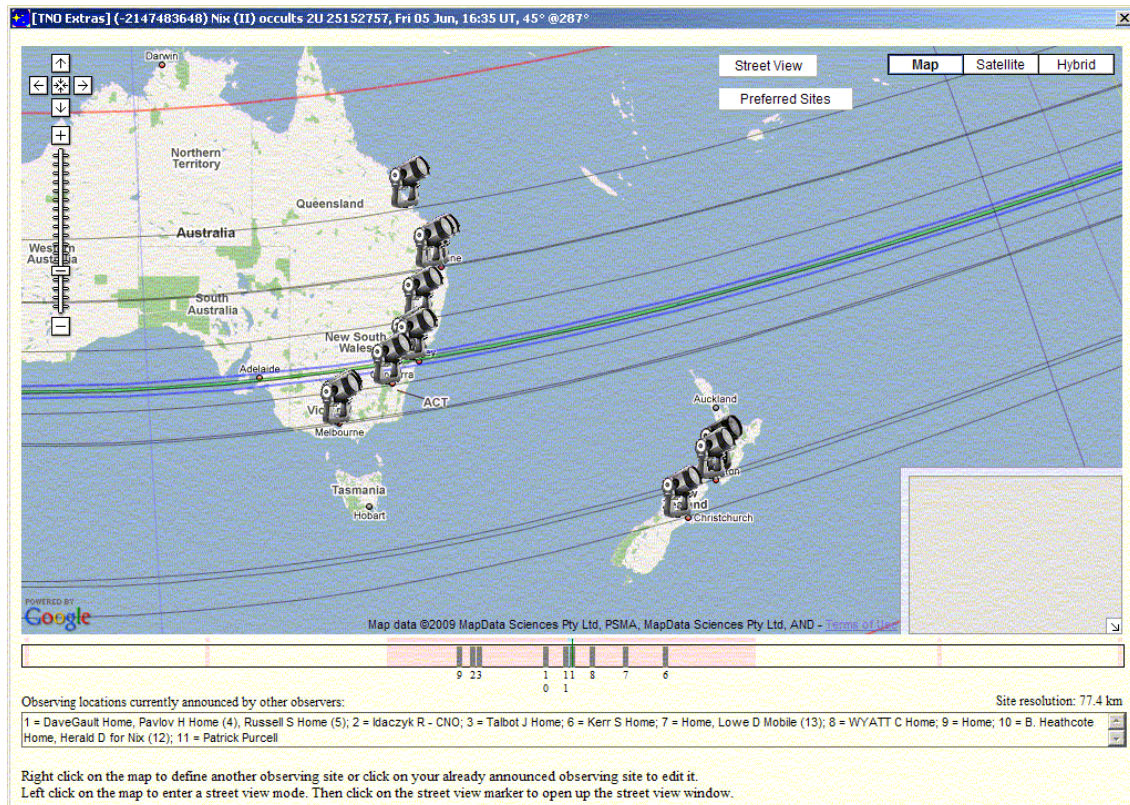 [TNO Extras] (-2147483648) Nix (II) occults 2U 25152757, Fri 05 Jun, 16:35 UT, 45° @287°
Darwin
Street View
Map Satellite Hybrid
Preferred Sites
Northern
Territory
Queensland
Australia
South
Australia
New South
Wales
Adelaide
ACT
Melbourne
Auckland
Tasmania
Hobart
Christchurch
POWERED BY
Google
Map data ©2009 MapData Sciences Pty Ltd, PSMA, MapData Sciences Pty Ltd, AND - Terms of Use
9 2 3 1 1 1 8 7 6
0 1
Observing locations currently announced by other observers: Site resolution: 77.4 km
1 = DaveGault Home, Pavlov H Home (4), Russell S Home (5); 2 = Idaczyk R - CNO; 3 = Talbot J Home; 6 = Kerr S Home; 7 = Home, Lowe D Mobile (13); 8 = WYATT C Home; 9 = Home; 10 = B. Heathcote
Home, Herald D for Nix (12); 11 = Patrick Purcell
Right click on the map to define another observing site or click on your already announced observing site to edit it.
Left click on the map to enter a street view mode. Then click on the street view marker to open up the street view window.